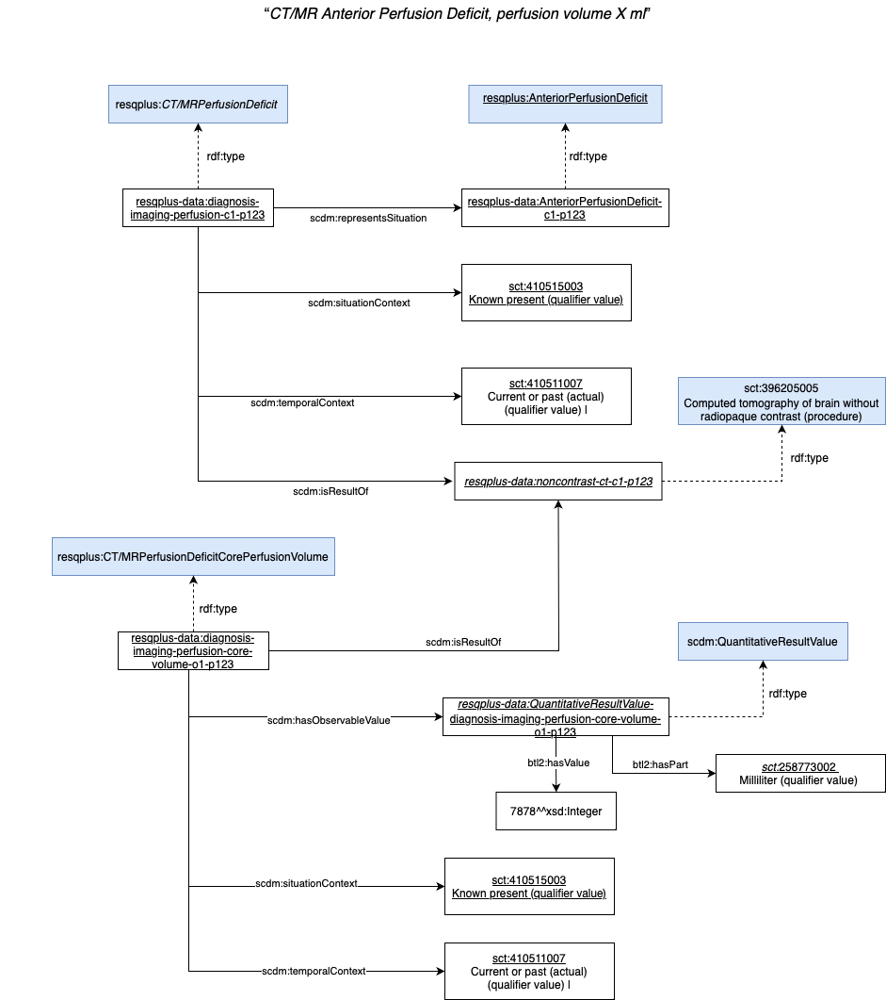 “CT/MR Anterior Perfusion Deficit, perfusion volume X ml”
resqplus:CT/MRPerfusionDeficit
resqplus:AnteriorPerfusionDeficit
rdf:type
rdf:type
resqplus-data:diagnosis-
imaging-perfusion-c1-p123
resqplus-data:AnteriorPerfusionDeficit-
c1-p123
scdm:representsSituation
sct:410515003
Known present (qualifier value)
scdm:situationContext
sct:410511007
Current or past (actual)
(qualifier value) |
scdm:temporalContext
sct:396205005
Computed tomography of brain without
radiopaque contrast (procedure)
rdf:type
resqplus-data:noncontrast-ct-c1-p123
scdm:isResultOf
resqplus:CT/MRPerfusionDeficitCorePerfusionVolume
rdf:type
resqplus-data:diagnosis-
imaging-perfusion-core-
volume-o1-p123
scdm:isResultOf
scdm:QuantitativeResultValue
rdf:type
resqplus-data:QuantitativeResultValue-
diagnosis-imaging-perfusion-core-volume-
o1-p123
scdm:hasObservableValue
btl2:hasValue
btl2:hasPart
sct:258773002
Milliliter (qualifier value)
7878^^xsd:Integer
sct:410515003
Known present (qualifier value)
scdm:situationContext
sct:410511007
Current or past (actual)
(qualifier value) |
scdm:temporalContext